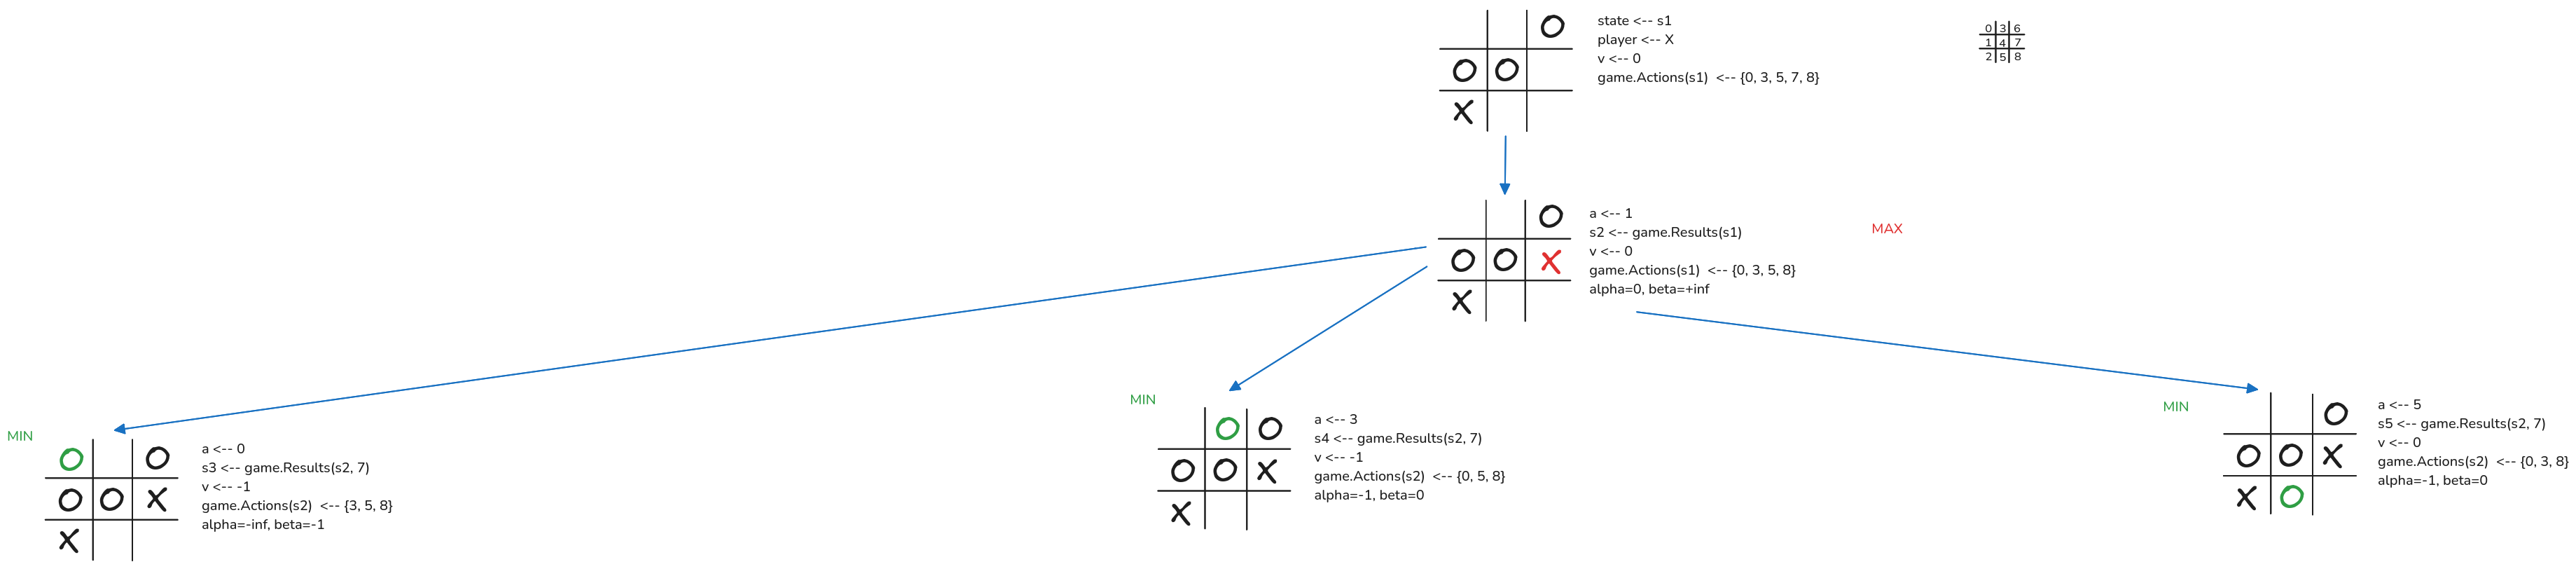 O
O O
X
state <-- s1
player <-- X
v <-- 0
game.Actions(s1) <-- {0, 3, 5, 7, 8}
0 3 6
1 4 7
2 5 8
O
O O X
X
a <-- 1
s2 <-- game.Results(s1)
v <-- 0
game.Actions(s1) <-- {0, 3, 5, 8}
alpha=0, beta=+inf
MAX
MIN
O O
O O X
X
a <-- 0
s3 <-- game.Results(s2, 7)
v <-- -1
game.Actions(s2) <-- {3, 5, 8}
alpha=-inf, beta=-1
MIN
O O
O O X
X
a <-- 3
s4 <-- game.Results(s2, 7)
v <-- -1
game.Actions(s2) <-- {0, 5, 8}
alpha=-1, beta=0
MIN
O
O O X
X O
a <-- 5
s5 <-- game.Results(s2, 7)
v <-- 0
game.Actions(s2) <-- {0, 3, 8}
alpha=-1, beta=0